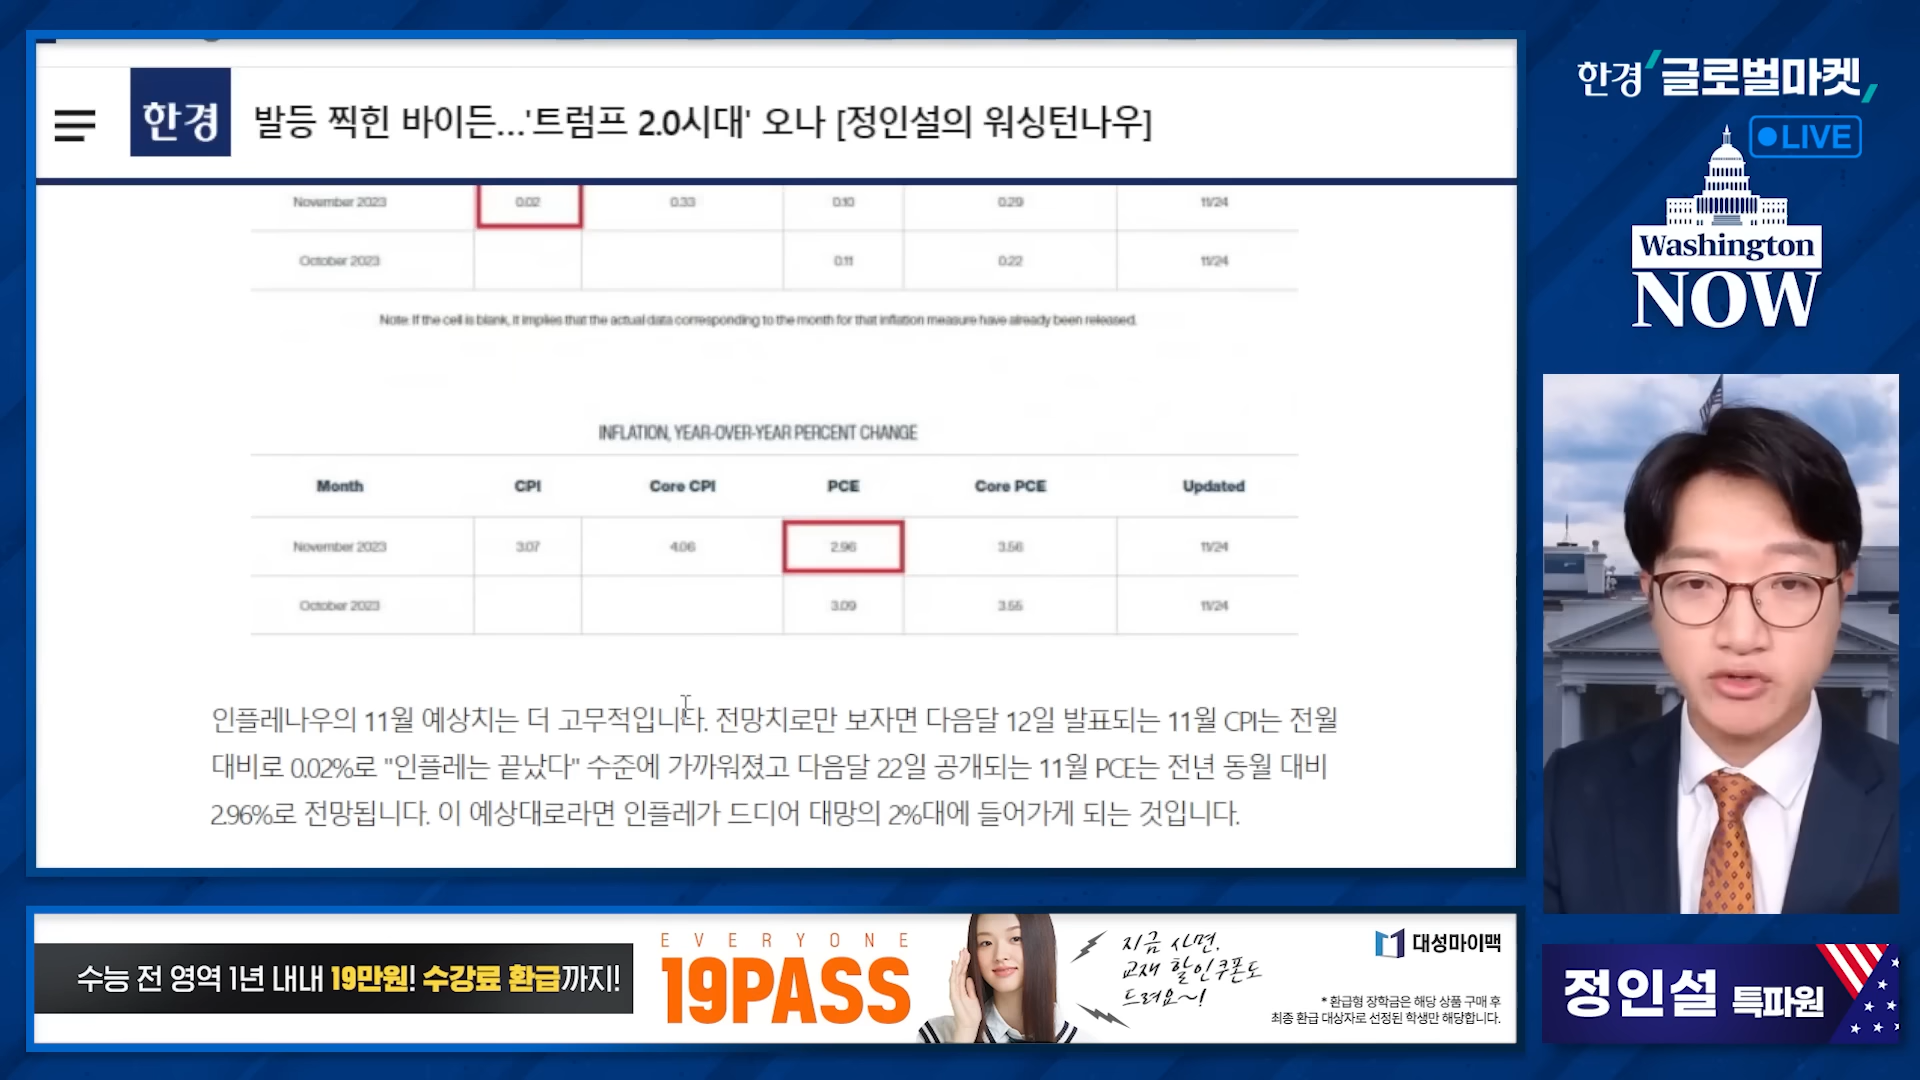 한경
발등 찍힌 바이든...'트럼프 2.0시대' 오나 [정인설의 워싱턴나우]
November 2023 0.02 0.33 0.10 0.29 11/24
October 2023 0.11 0.22 11/24
Note: If the cell is blank, it implies that the actual data corresponding to the month for that inflation measure have already been released.
INFLATION, YEAR-OVER-YEAR PERCENT CHANGE
Month CPI Core CPI PCE Core PCE Updated
November 2023 3.07 4.06 2.96 3.56 11/24
October 2023 3.09 3.55 11/24
인플레나우의 11월 예상치는 더 고무적입니다. 전망치로만 보자면 다음달 12일 발표되는 11월 CPI는 전월
대비로 0.02%로 "인플레는 끝났다" 수준에 가까워졌고 다음달 22일 공개되는 11월 PCE는 전년 동월 대비
2.96%로 전망됩니다. 이 예상대로라면 인플레가 드디어 대망의 2%대에 들어가게 되는 것입니다.
한경 글로벌마켓
LIVE
Washington
NOW
정인설 특파원
수능 전 영역 1년 내내 19만원! 수강료 환급까지!
EVERYONE
19PASS
지금 사면,
교재 할인쿠폰도
드려요~!
대성마이맥
* 환급형 장학금은 해당 상품 구매 후
최종 환급 대상자로 선정된 학생만 해당합니다.